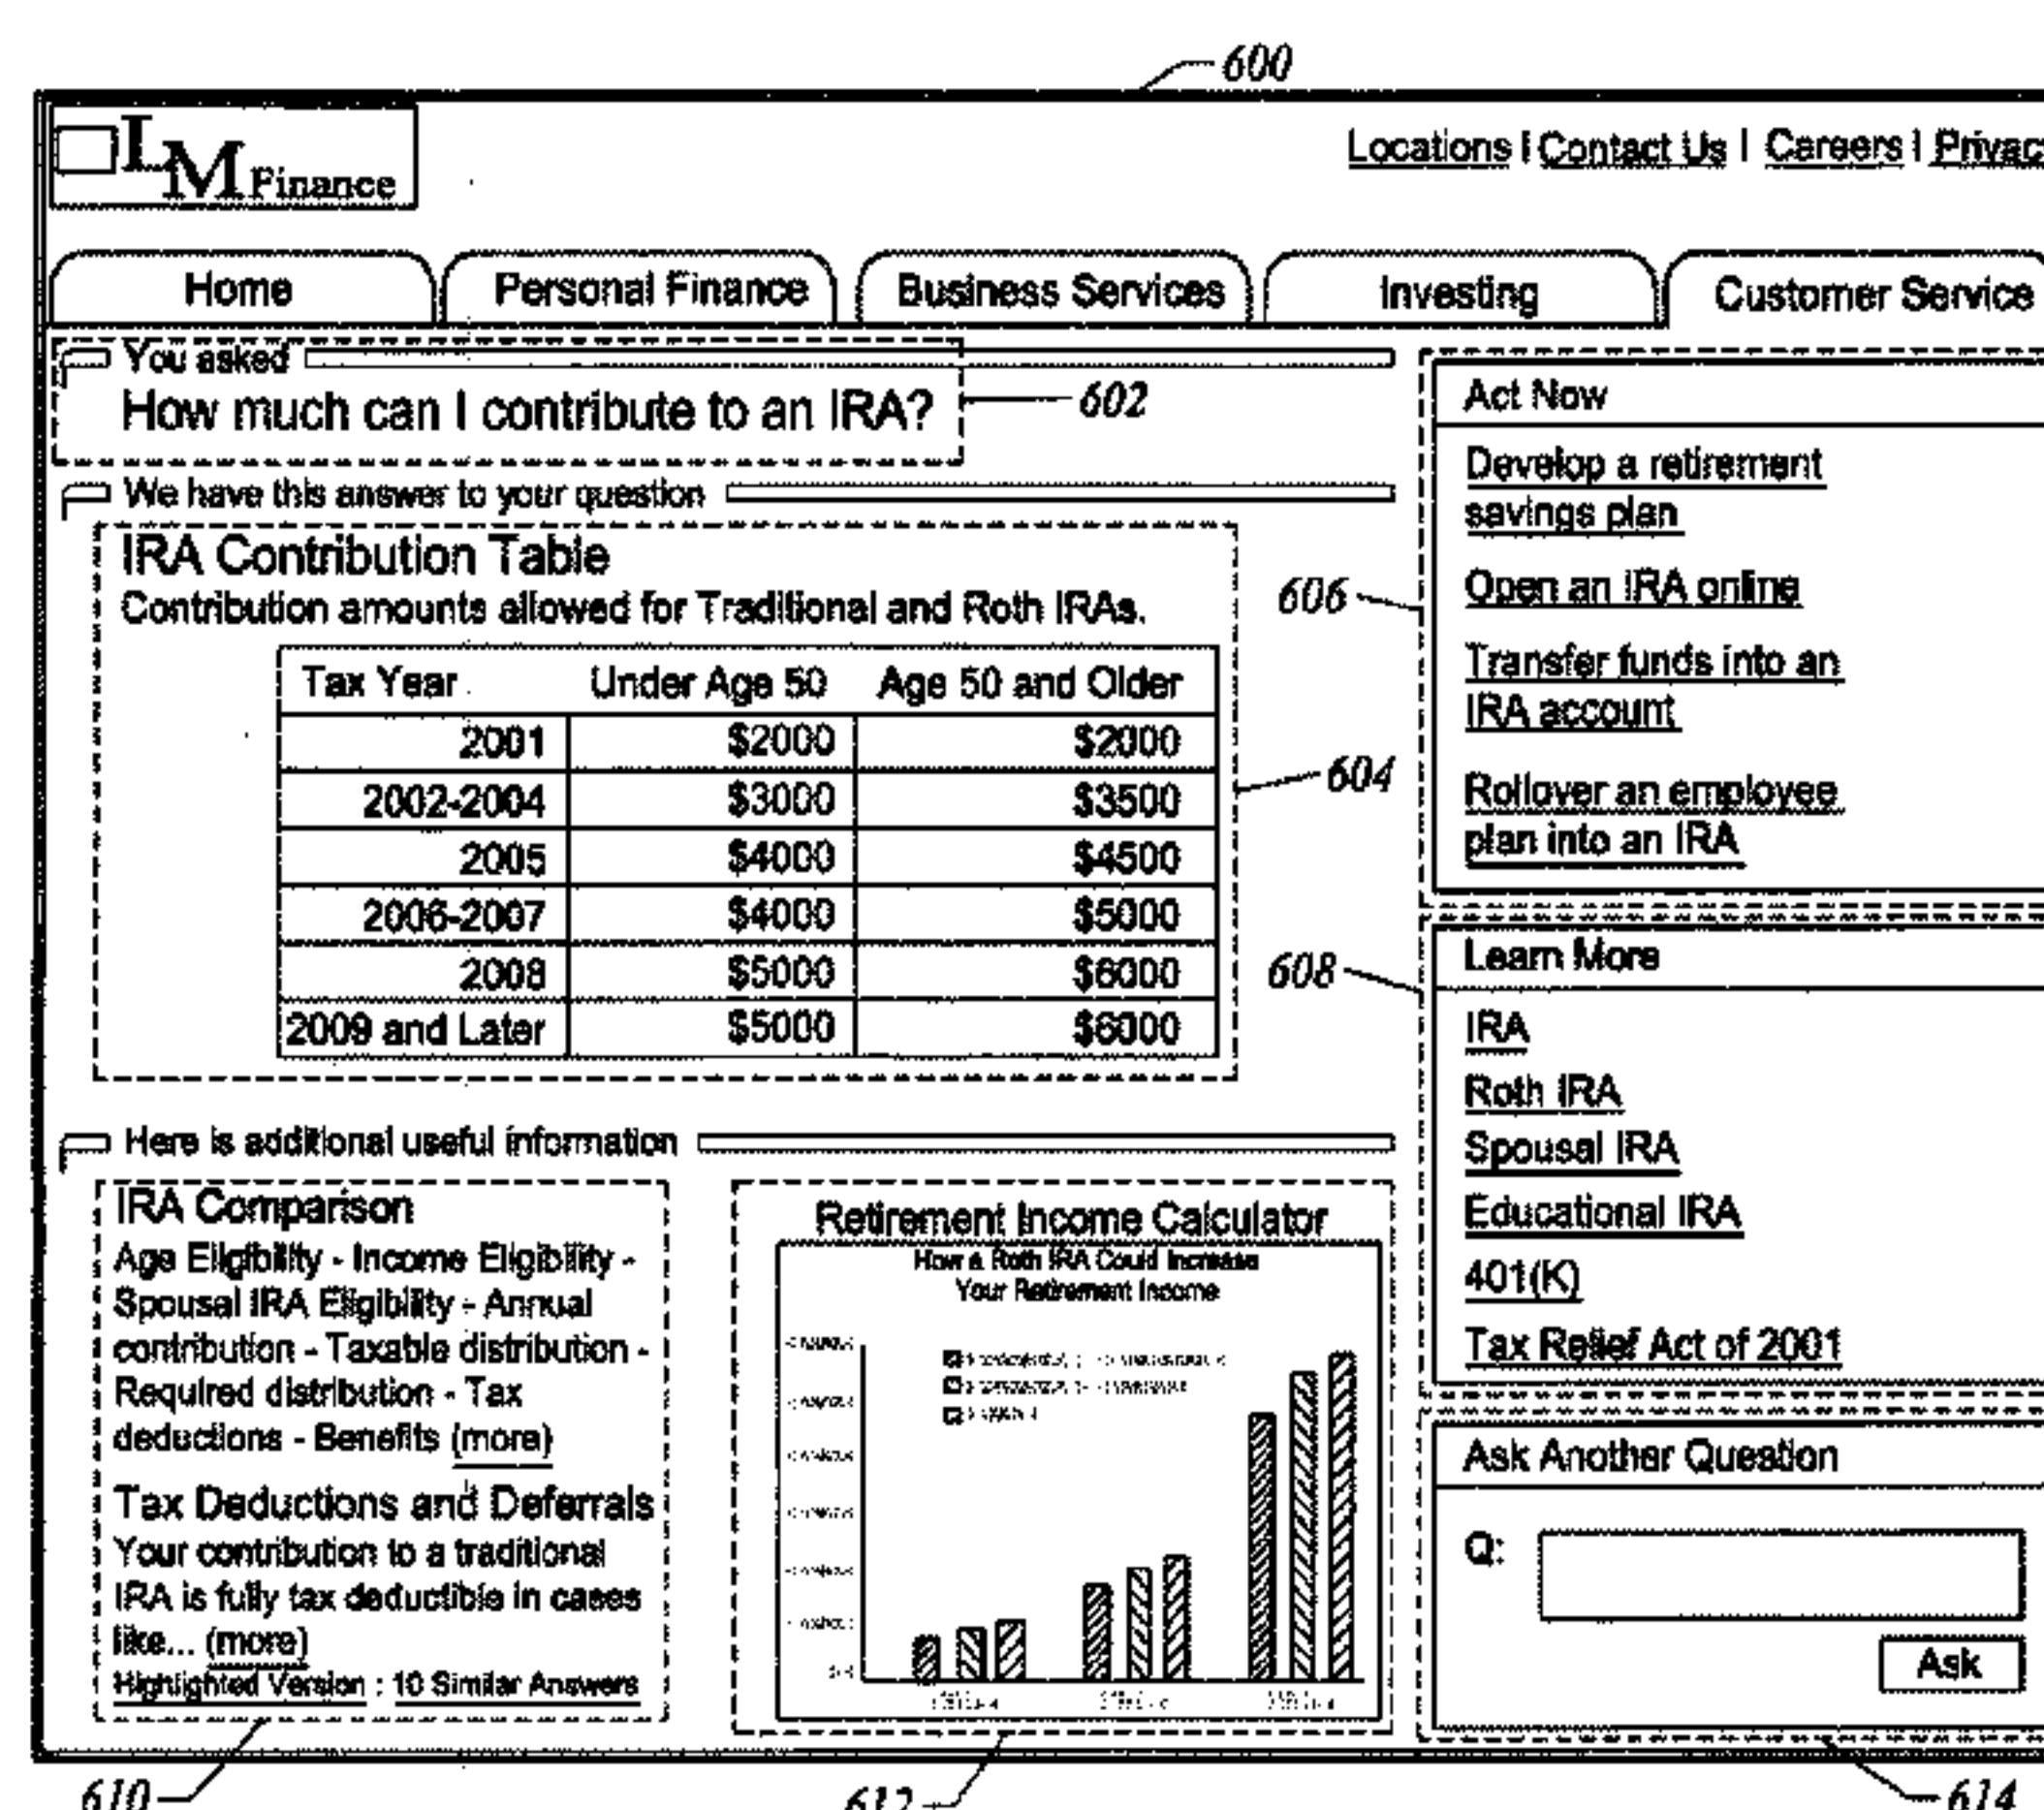 600
LM Finance
Locations | Contact Us | Careers |
Home Personal Finance Business Services Investing Customer Service
You asked
How much can I contribute to an IRA?
602
We have this answer to your question
IRA Contribution Table
Contribution amounts allowed for Traditional and Roth IRAs.
Tax Year Under Age 50 Age 50 and Older
2001 $2000 $2000
2002-2004 $3000 $3500
2005 $4000 $4500
2006-2007 $4000 $5000
2008 $5000 $6000
2009 and Later $5000 $6000
604
606
Act Now
Develop a retirement
savings plan
Open an IRA online
Transfer funds into an
IRA account
Rollover an employee
plan into an IRA
608
Learn More
IRA
Roth IRA
Spousal IRA
Educational IRA
401(K)
Tax Relief Act of 2001
Here is additional useful information
IRA Comparison
Age Eligibility - Income Eligibility -
Spousal IRA Eligibility - Annual
contribution - Taxable distribution -
Required distribution - Tax
deductions - Benefits (more)
Tax Deductions and Deferrals
Your contribution to a traditional
IRA is fully tax deductible in cases
like... (more)
Highlighted Version : 10 Similar Answers
610
Retirement Income Calculator
How a Roth IRA Could Increase
Your Retirement Income
612
Ask Another Question
Q:
Ask
614